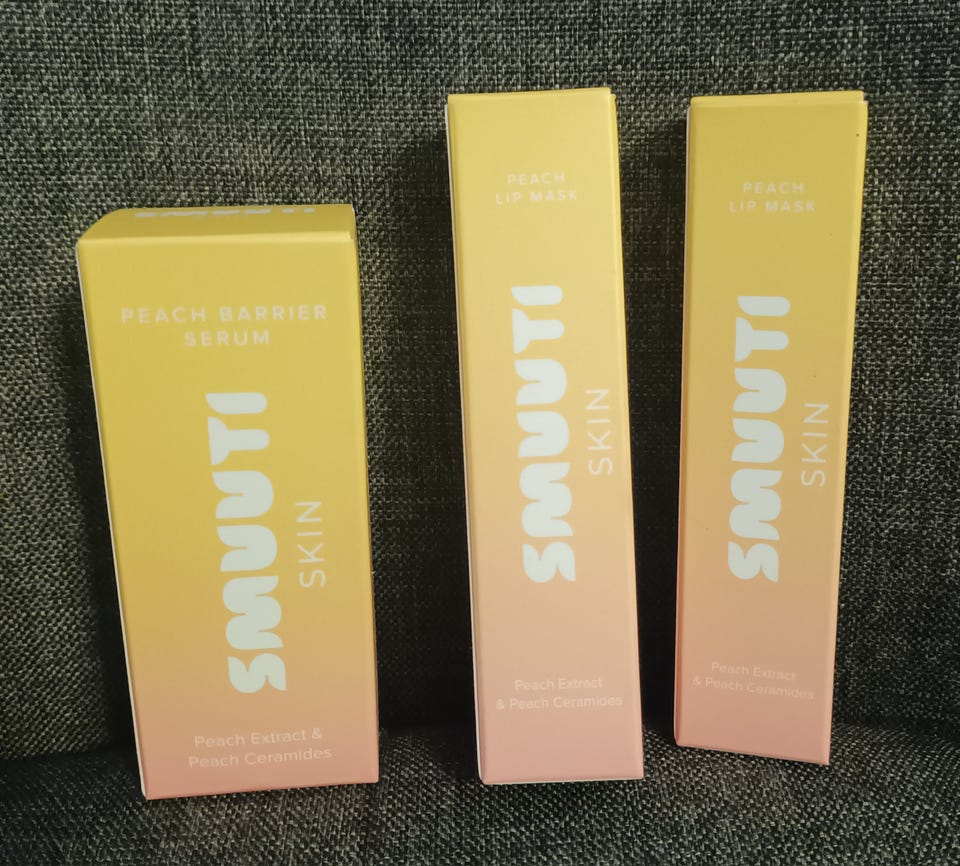 SMUUTI
PEACH BARRIER
SERUM
SMUUTI
SKIN
Peach Extract &
Peach Ceramides
PEACH
LIP MASK
SMUUTI
SKIN
Peach Extract
& Peach Ceramides
PEACH
LIP MASK
SMUUTI
SKIN
Peach Extract
& Peach Ceramides